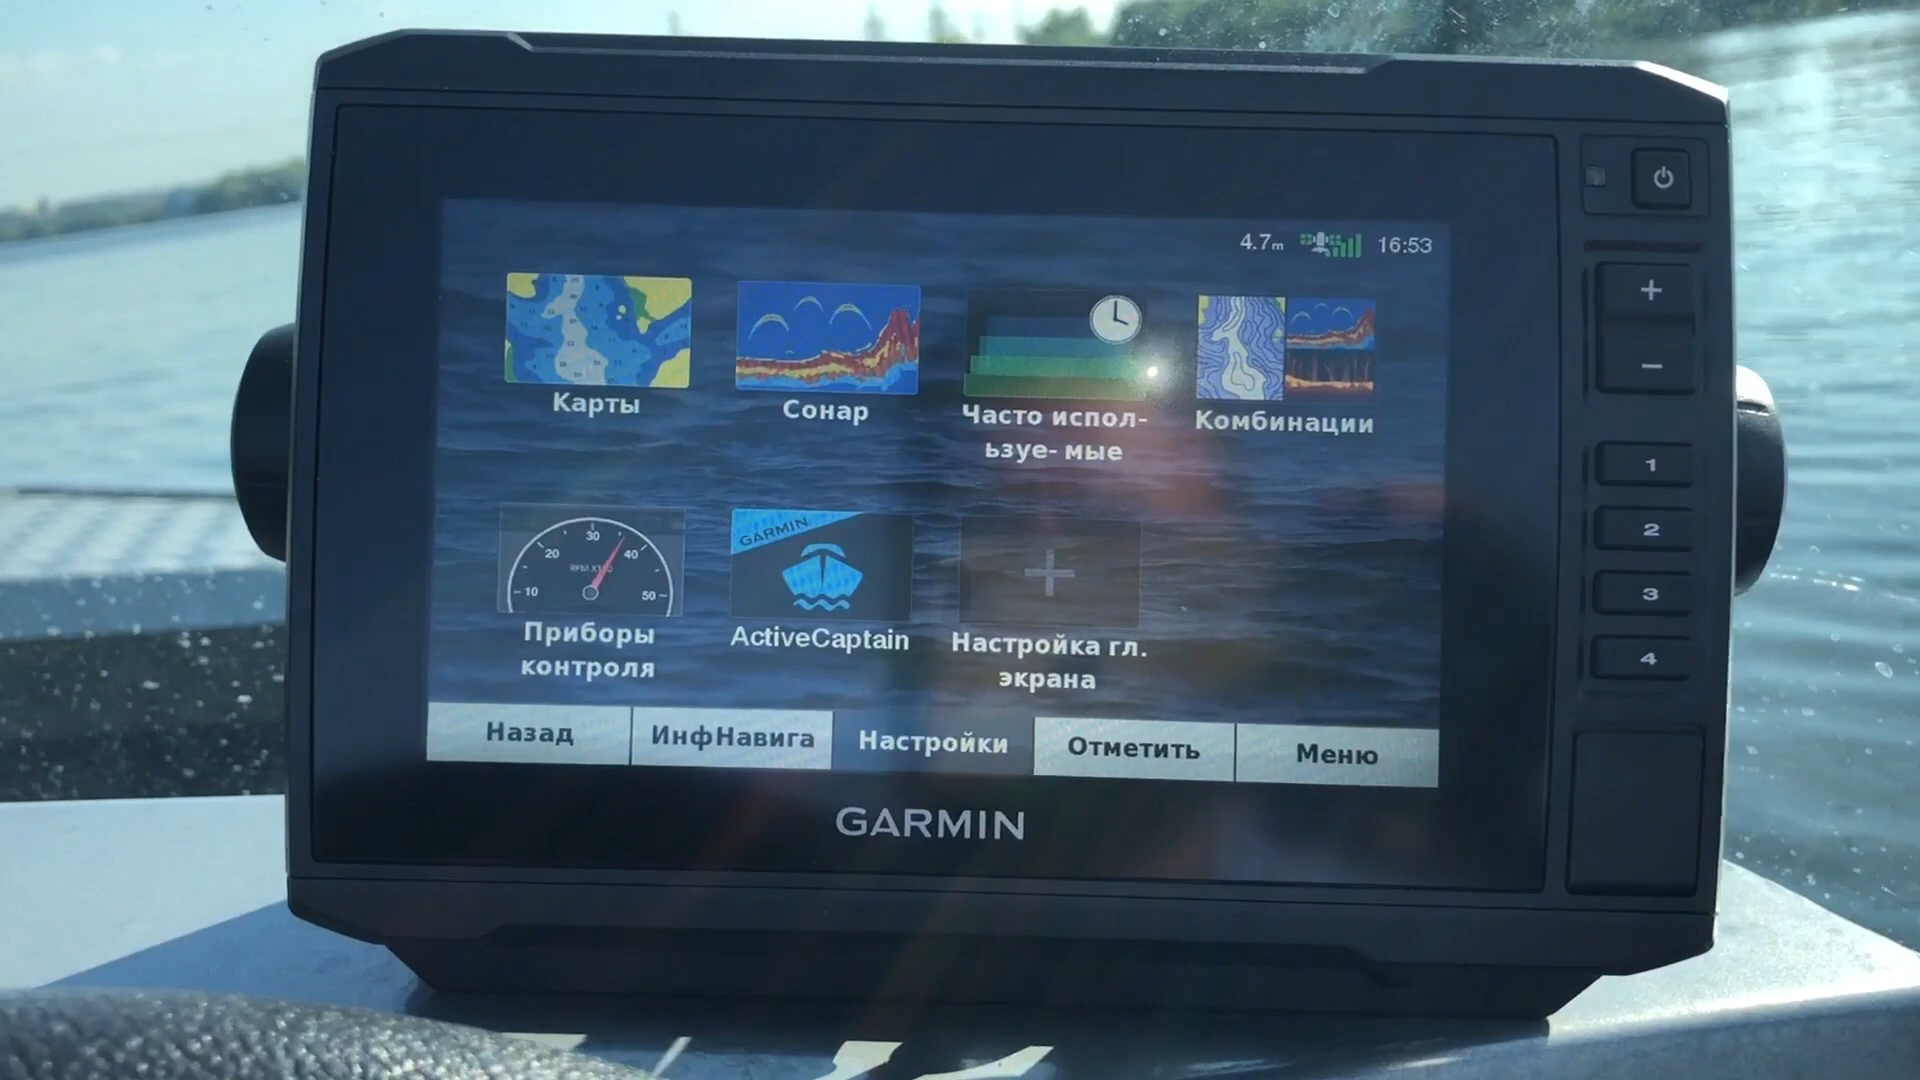 4.7m 16:53
Карты
Сонар
Часто исполь-
ьзуе- мые
Комбинации
GARMIN
10 20 30 40 50
Приборы
контроля
ActiveCaptain
Настройка гл.
экрана
Назад
ИнфНавига
Настройки
Отметить
Меню
GARMIN
+
−
1
2
3
4